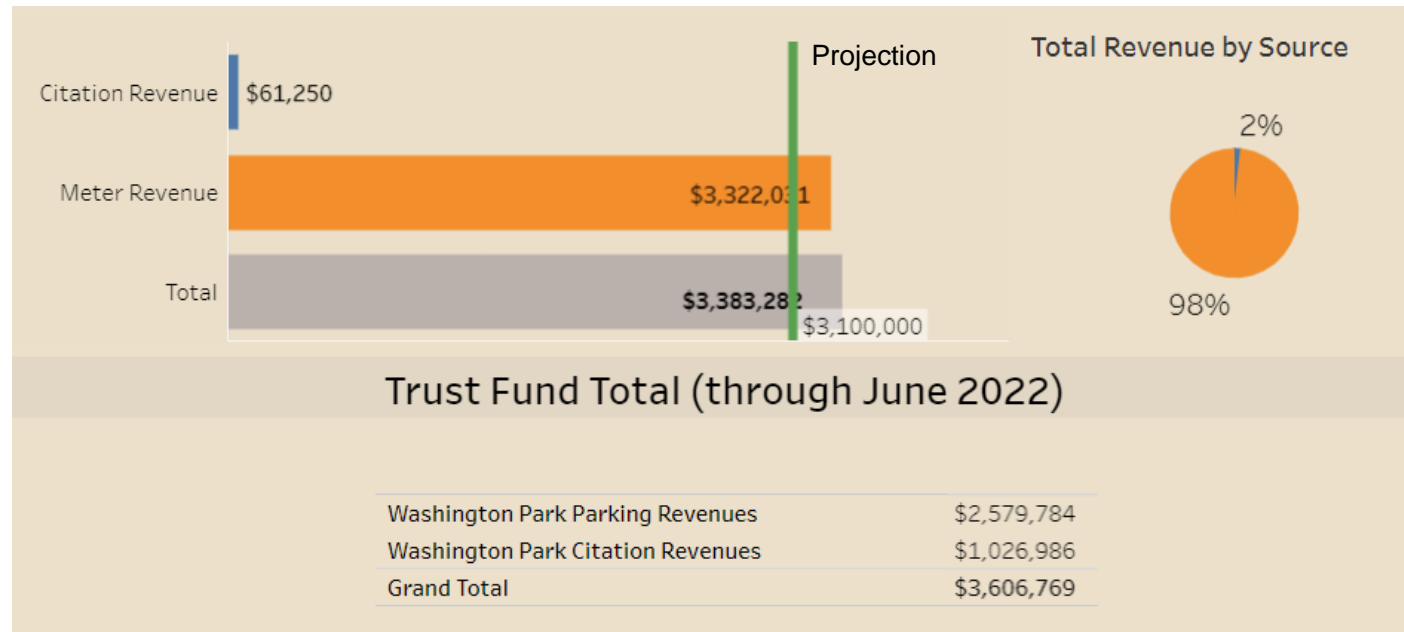 Projection
Total Revenue by Source
Citation Revenue $61,250
2%
Meter Revenue $3,322,031
Total $3,383,282
98%
$3,100,000
Trust Fund Total (through June 2022)
Washington Park Parking Revenues $2,579,784
Washington Park Citation Revenues $1,026,986
Grand Total $3,606,769